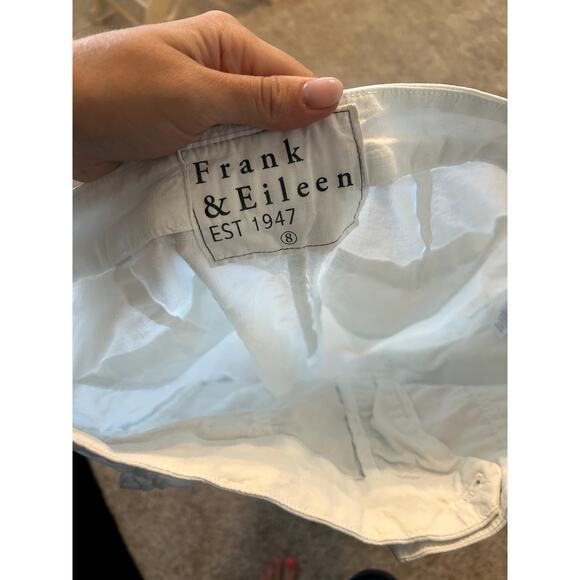 Frank
& Eileen
EST 1947
8